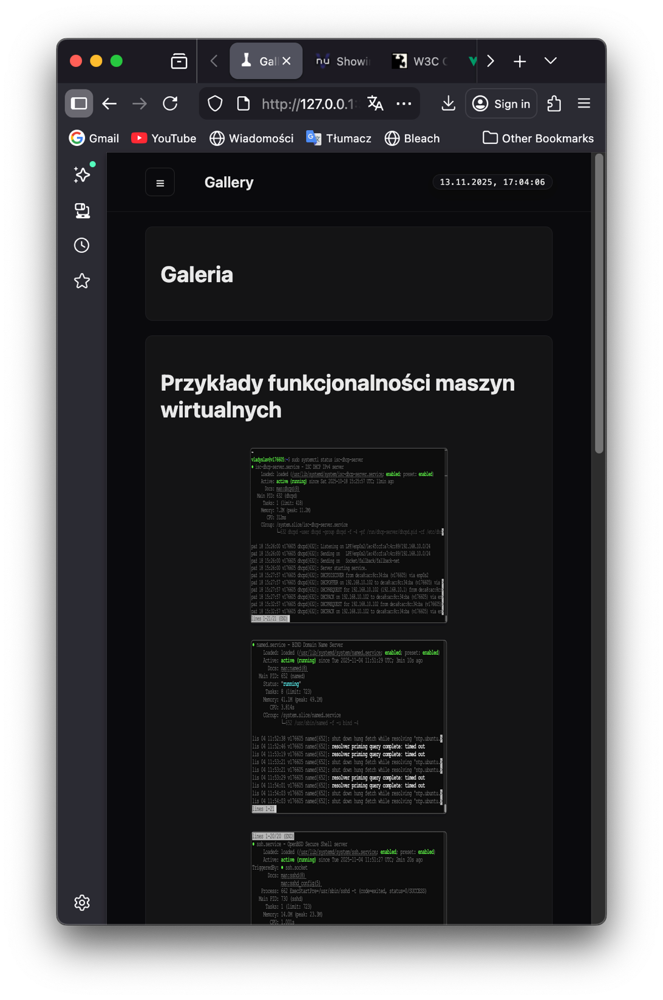 Gal
Showin
W3C
http://127.0.0.1
Sign in
Gmail
YouTube
Wiadomości
Tłumacz
Bleach
Other Bookmarks
Gallery
13.11.2025, 17:04:06
Galeria
Przykłady funkcjonalności maszyn
wirtualnych
~
vladyslav@v176605:~$ sudo systemctl status isc-dhcp-server
● isc-dhcp-server.service - ISC DHCP IPv4 server
Loaded: loaded (/usr/lib/systemd/system/isc-dhcp-server.service; enabled; preset: enabled)
Active: active (running) since Sat 2025-10-18 15:25:57 UTC; 11min ago
Docs: man:dhcpd(8)
Main PID: 632 (dhcpd)
Tasks: 1 (limit: 418)
Memory: 7.2M (peak: 11.2M)
CPU: 312ms
CGroup: /system.slice/isc-dhcp-server.service
└─632 dhcpd -user dhcpd -group dhcpd -f -4 -pf /run/dhcp-server/dhcpd.pid -cf /etc/dhc>
paź 18 15:26:00 v176605 dhcpd[632]: Listening on LPF/enp0s2/1e:45:cf:a7:4c:89/192.168.10.0/24
paź 18 15:26:00 v176605 dhcpd[632]: Sending on   LPF/enp0s2/1e:45:cf:a7:4c:89/192.168.10.0/24
paź 18 15:26:00 v176605 dhcpd[632]: Sending on   Socket/fallback/fallback-net
paź 18 15:26:00 v176605 dhcpd[632]: Server starting service.
paź 18 15:27:57 v176605 dhcpd[632]: DHCPDISCOVER from de:a8:ac:8c:34:ba (v176605) via enp0s2
paź 18 15:27:57 v176605 dhcpd[632]: DHCPOFFER on 192.168.10.102 to de:a8:ac:8c:34:ba (v176605) via >
paź 18 15:27:57 v176605 dhcpd[632]: DHCPREQUEST for 192.168.10.102 (192.168.10.1) from de:a8:ac:8c:>
paź 18 15:27:57 v176605 dhcpd[632]: DHCPACK on 192.168.10.102 to de:a8:ac:8c:34:ba (v176605) via en>
paź 18 15:32:57 v176605 dhcpd[632]: DHCPREQUEST for 192.168.10.102 from de:a8:ac:8c:34:ba (v176605)>
paź 18 15:32:57 v176605 dhcpd[632]: DHCPACK on 192.168.10.102 to de:a8:ac:8c:34:ba (v176605) via en>
lines 1-21/21 (END)
● named.service - BIND Domain Name Server
Loaded: loaded (/usr/lib/systemd/system/named.service; enabled; preset: enabled)
Active: active (running) since Tue 2025-11-04 11:51:29 UTC; 3min 10s ago
Docs: man:named(8)
Main PID: 652 (named)
Status: "running"
Tasks: 8 (limit: 723)
Memory: 41.1M (peak: 49.1M)
CPU: 3.814s
CGroup: /system.slice/named.service
└─652 /usr/sbin/named -f -u bind -4
lis 04 11:52:38 v176605 named[652]: shut down hung fetch while resolving 'ntp.ubuntu.>
lis 04 11:52:46 v176605 named[652]: resolver priming query complete: timed out
lis 04 11:53:19 v176605 named[652]: resolver priming query complete: timed out
lis 04 11:53:21 v176605 named[652]: shut down hung fetch while resolving 'ntp.ubuntu.>
lis 04 11:53:21 v176605 named[652]: shut down hung fetch while resolving 'ntp.ubuntu.>
lis 04 11:53:29 v176605 named[652]: resolver priming query complete: timed out
lis 04 11:54:01 v176605 named[652]: resolver priming query complete: timed out
lis 04 11:54:03 v176605 named[652]: shut down hung fetch while resolving 'ntp.ubuntu.>
lis 04 11:54:03 v176605 named[652]: shut down hung fetch while resolving 'ntp.ubuntu.>
lines 1-21
lines 1-20/20 (END)
● ssh.service - OpenBSD Secure Shell server
Loaded: loaded (/usr/lib/systemd/system/ssh.service; enabled; preset: enabled)
Active: active (running) since Tue 2025-11-04 11:51:27 UTC; 2min 20s ago
TriggeredBy: ● ssh.socket
Docs: man:sshd(8)
man:sshd_config(5)
Process: 662 ExecStartPre=/usr/sbin/sshd -t (code=exited, status=0/SUCCESS)
Main PID: 730 (sshd)
Tasks: 1 (limit: 723)
Memory: 14.0M (peak: 23.3M)
CPU: 1.001s